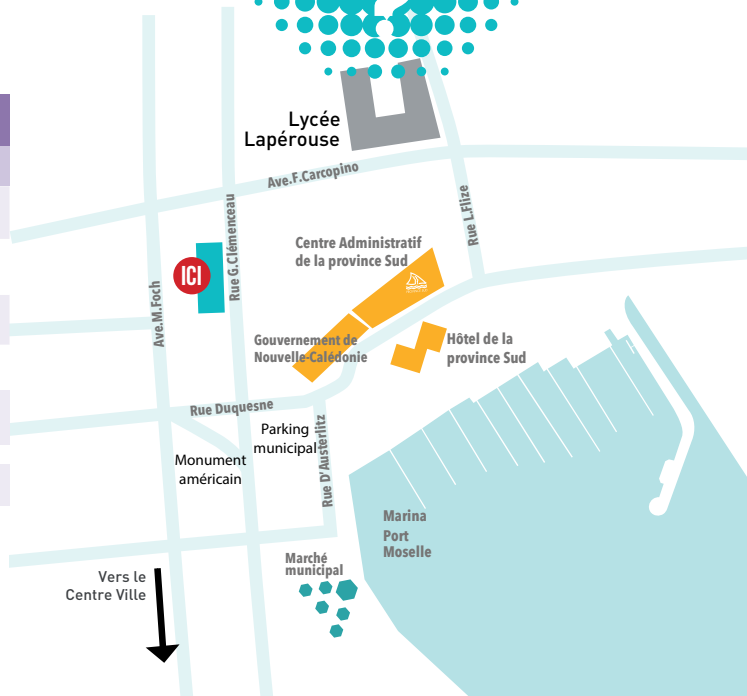 Lycée
Lapérouse
Ave.F.Carcopino
Rue L.Flize
Rue G.Clémenceau
Centre Administratif
de la province Sud
ICI
Ave.M.Foch
Gouvernement de
Nouvelle-Calédonie
Hôtel de la
province Sud
Rue Duquesne
Parking
municipal
Rue D'Austerlitz
Monument
américain
Marina
Port
Moselle
Marché
municipal
Vers le
Centre Ville